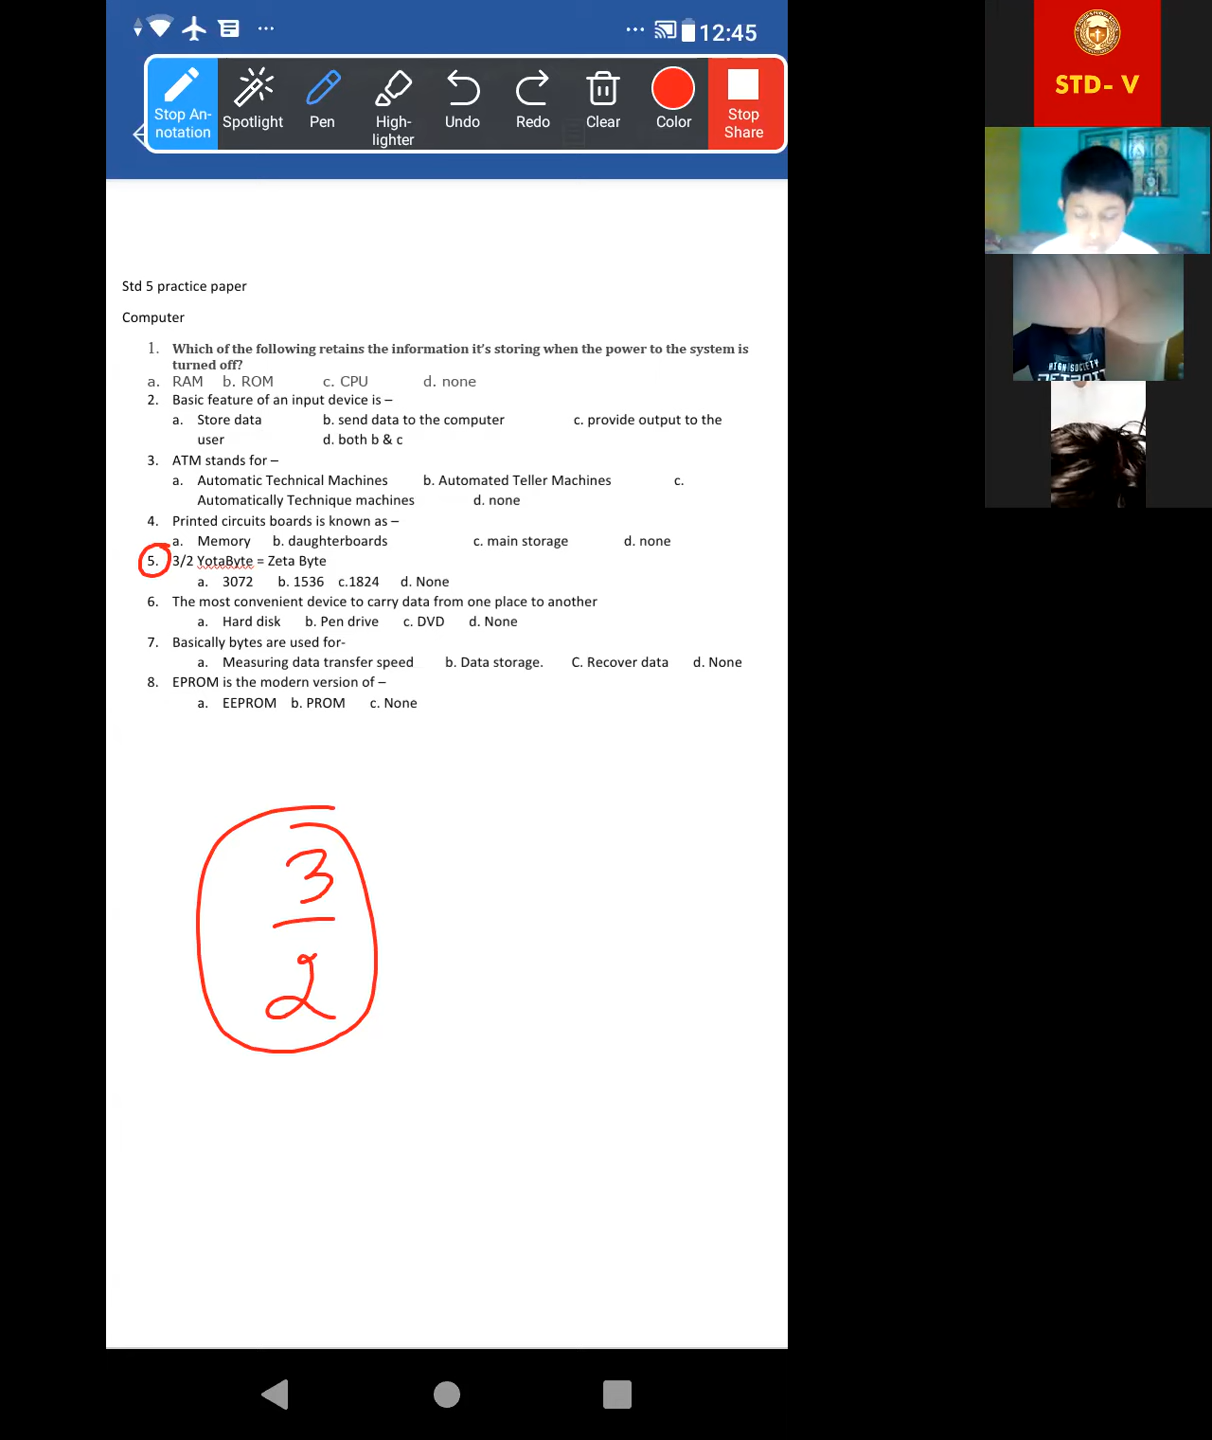 12:45
Stop An-
notation
Spotlight
Pen
High-
lighter
Undo
Redo
Clear
Color
Stop
Share
STD- V
Std 5 practice paper
Computer
1. Which of the following retains the information it's storing when the power to the system is
turned off?
a. RAM b. ROM c. CPU d. none
2. Basic feature of an input device is –
a. Store data b. send data to the computer c. provide output to the
user d. both b & c
3. ATM stands for –
a. Automatic Technical Machines b. Automated Teller Machines c.
Automatically Technique machines d. none
4. Printed circuits boards is known as –
a. Memory b. daughterboards c. main storage d. none
5. 3/2 YotaByte = Zeta Byte
a. 3072 b. 1536 c.1824 d. None
6. The most convenient device to carry data from one place to another
a. Hard disk b. Pen drive c. DVD d. None
7. Basically bytes are used for-
a. Measuring data transfer speed b. Data storage. C. Recover data d. None
8. EPROM is the modern version of –
a. EEPROM b. PROM c. None
3
2
HIGH SOCIETY
DETROIT